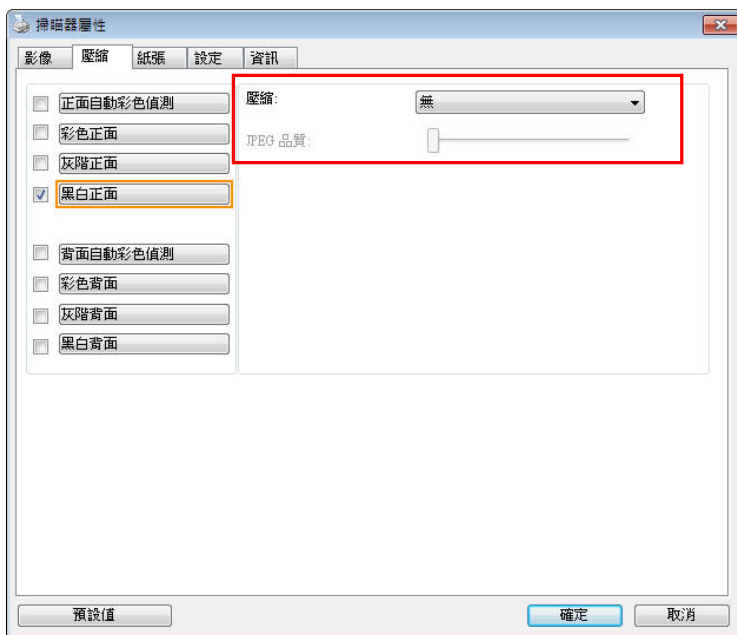 掃瞄器屬性
影像 壓縮 紙張 設定 資訊
正面自動彩色偵測
彩色正面
灰階正面
黑白正面
背面自動彩色偵測
彩色背面
灰階背面
黑白背面
壓縮: 無
JPEG 品質:
預設值 確定 取消